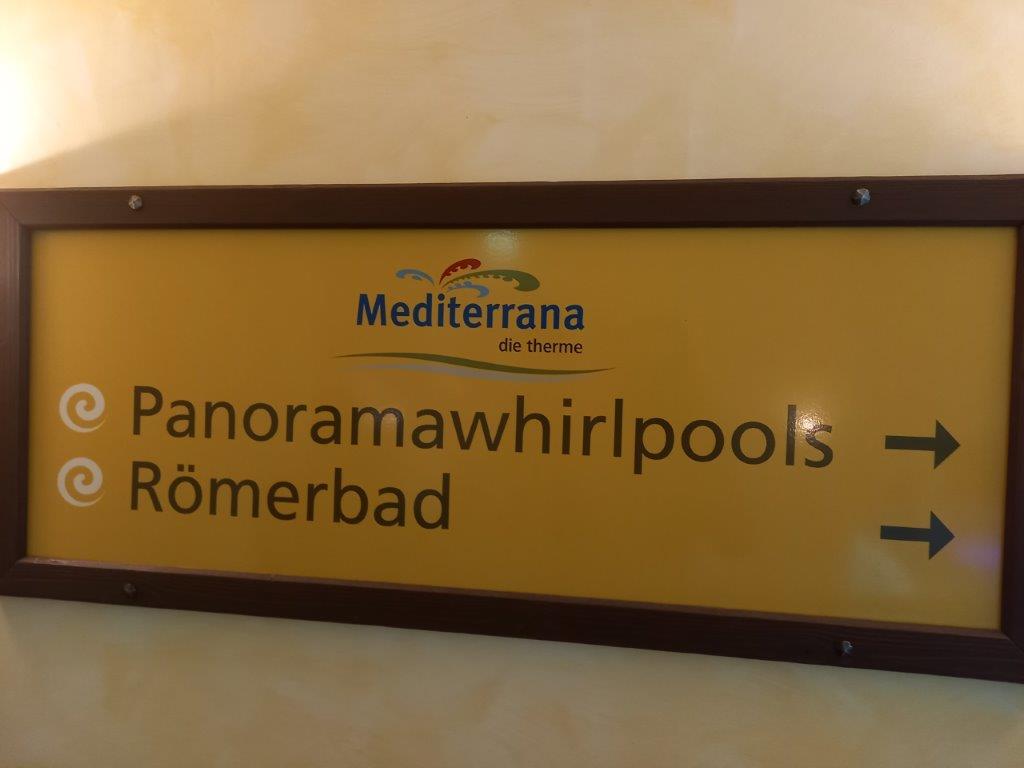 Mediterrana
die therme
Panoramawhirlpools →
Römerbad →